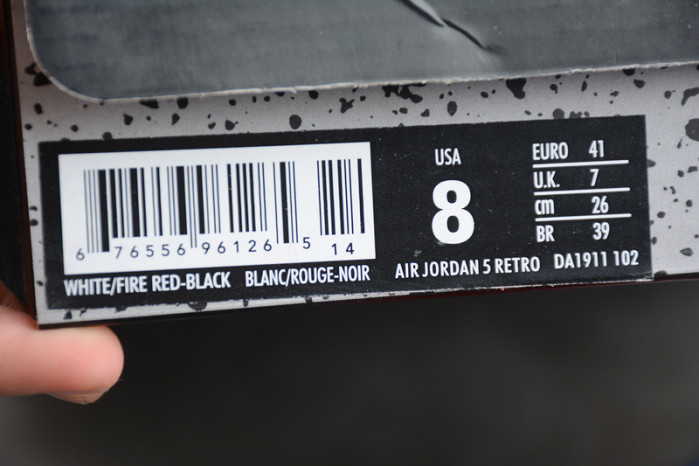 6 76556 96126 5 14
WHITE/FIRE RED-BLACK BLANC/ROUGE-NOIR
USA
8
AIR JORDAN 5 RETRO DA1911 102
EURO 41
U.K. 7
cm 26
BR 39